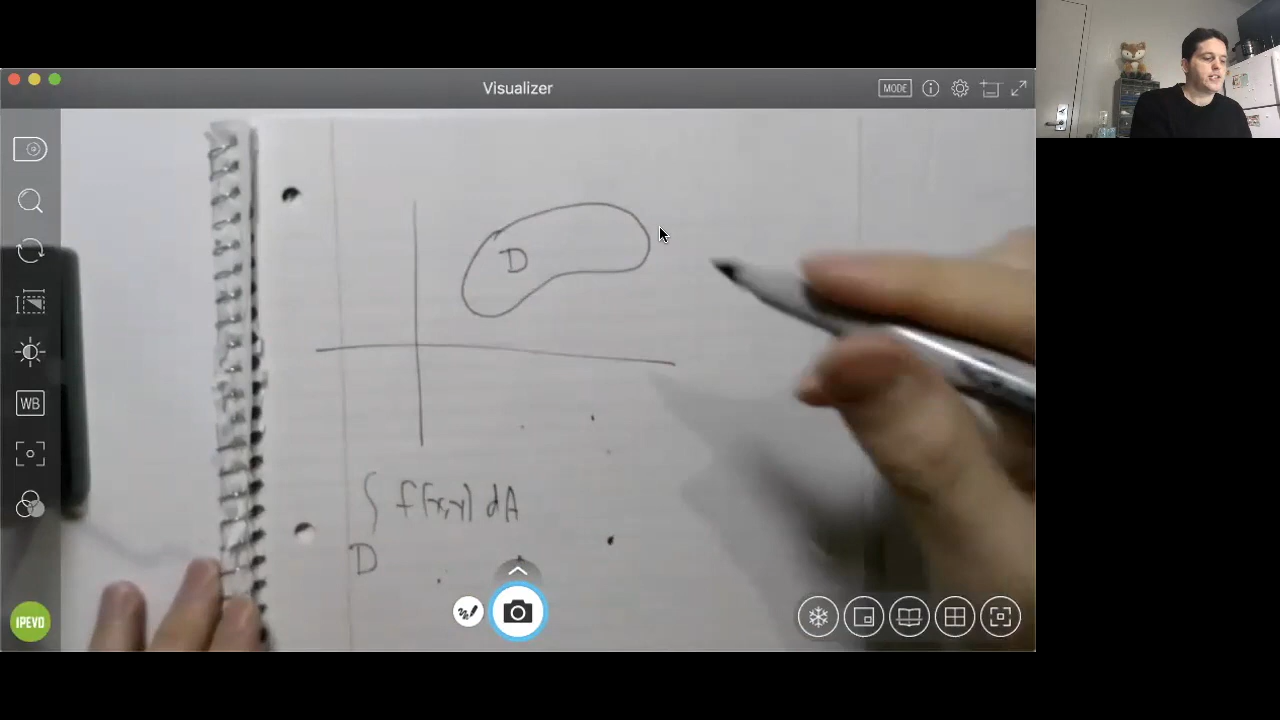 Visualizer
MODE
WB
D
∫ f(x,y) dA
D
IPEVO